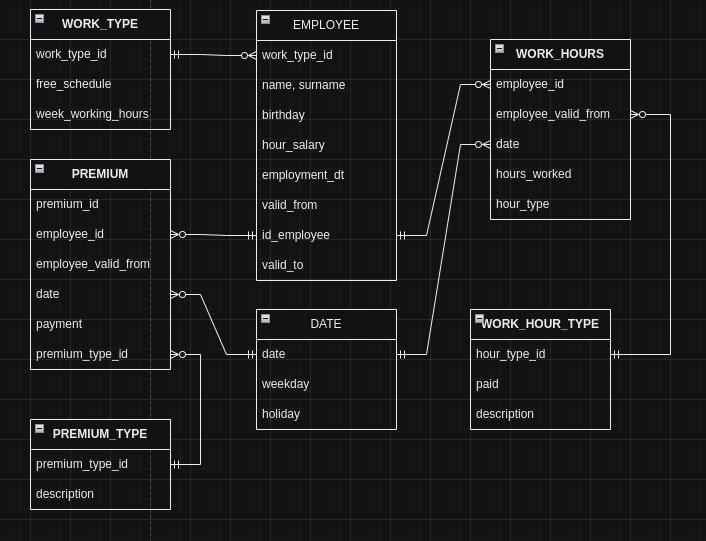 WORK_TYPE
work_type_id
free_schedule
week_working_hours
EMPLOYEE
work_type_id
name, surname
birthday
hour_salary
employment_dt
valid_from
id_employee
valid_to
WORK_HOURS
employee_id
employee_valid_from
date
hours_worked
hour_type
PREMIUM
premium_id
employee_id
employee_valid_from
date
payment
premium_type_id
DATE
date
weekday
holiday
WORK_HOUR_TYPE
hour_type_id
paid
description
PREMIUM_TYPE
premium_type_id
description